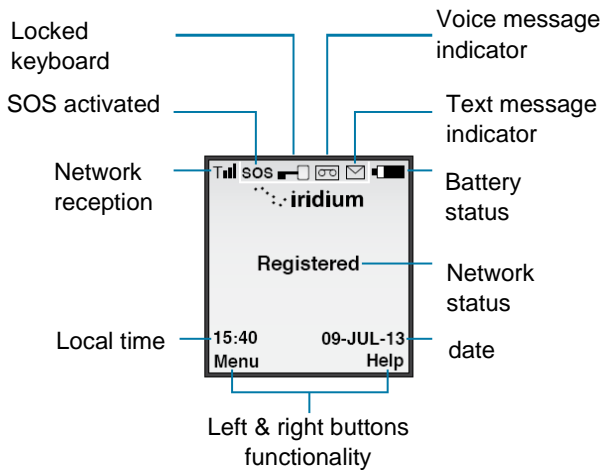 Locked
keyboard
Voice message
indicator
SOS activated
Text message
indicator
Network
reception
SOS
Battery
status
iridium
Registered
Network
status
Local time
15:40
09-JUL-13
date
Menu
Help
Left & right buttons
functionality